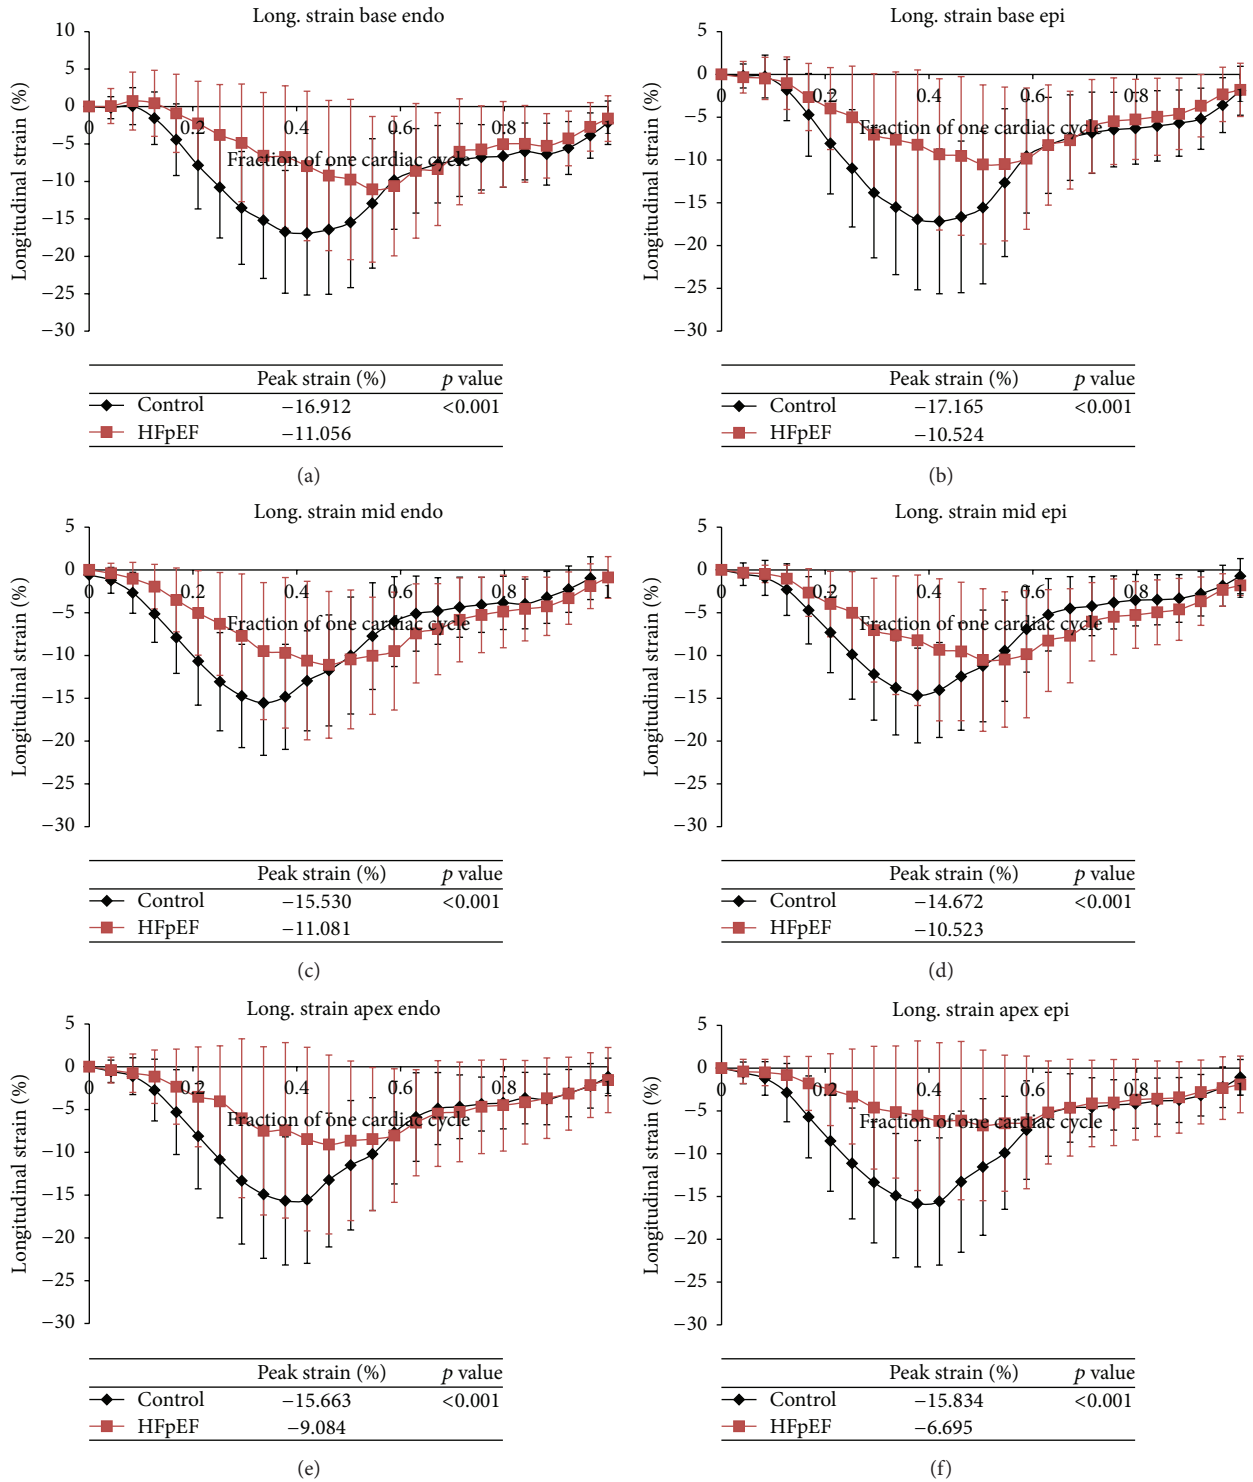 Long. strain base endo
10
5
0
−5
−10
−15
−20
−25
−30
0 0.2 0.4 0.6 0.8 1
Longitudinal strain (%)
Fraction of one cardiac cycle
Peak strain (%) p value
Control −16.912 <0.001
HFpEF −11.056
(a)
Long. strain base epi
5
0
−5
−10
−15
−20
−25
−30
0 0.2 0.4 0.6 0.8 1
Longitudinal strain (%)
Fraction of one cardiac cycle
Peak strain (%) p value
Control −17.165 <0.001
HFpEF −10.524
(b)
Long. strain mid endo
5
0
−5
−10
−15
−20
−25
−30
0 0.2 0.4 0.6 0.8 1
Longitudinal strain (%)
Fraction of one cardiac cycle
Peak strain (%) p value
Control −15.530 <0.001
HFpEF −11.081
(c)
Long. strain mid epi
5
0
−5
−10
−15
−20
−25
−30
0 0.2 0.4 0.6 0.8 1
Longitudinal strain (%)
Fraction of one cardiac cycle
Peak strain (%) p value
Control −14.672 <0.001
HFpEF −10.523
(d)
Long. strain apex endo
5
0
−5
−10
−15
−20
−25
−30
0 0.2 0.4 0.6 0.8 1
Longitudinal strain (%)
Fraction of one cardiac cycle
Peak strain (%) p value
Control −15.663 <0.001
HFpEF −9.084
(e)
Long. strain apex epi
5
0
−5
−10
−15
−20
−25
−30
0 0.2 0.4 0.6 0.8 1
Longitudinal strain (%)
Fraction of one cardiac cycle
Peak strain (%) p value
Control −15.834 <0.001
HFpEF −6.695
(f)